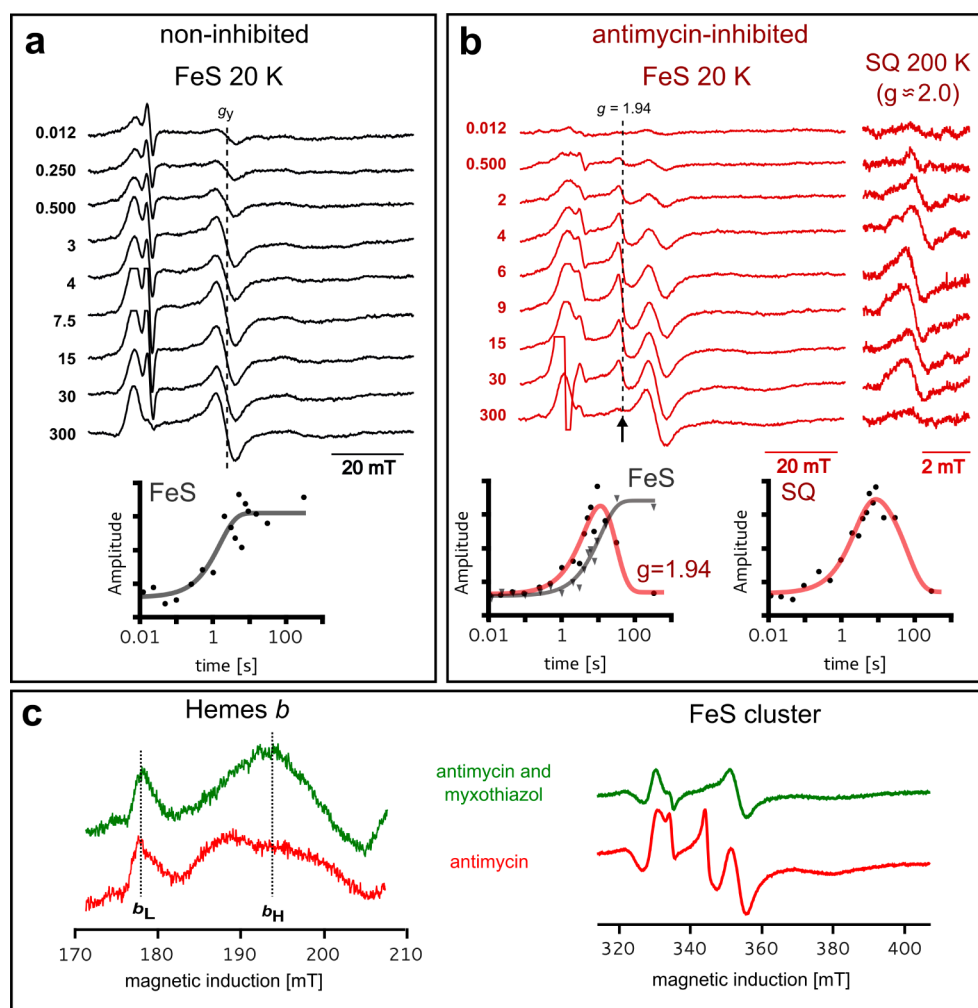 a
non-inhibited
FeS 20 K
gy
0.012
0.250
0.500
3
4
7.5
15
30
300
20 mT
FeS
Amplitude
0.01 1 100
time [s]
b
antimycin-inhibited
FeS 20 K
SQ 200 K
(g ≈ 2.0)
g = 1.94
0.012
0.500
2
4
6
9
15
30
300
20 mT
2 mT
FeS
g=1.94
Amplitude
0.01 1 100
time [s]
SQ
Amplitude
0.01 1 100
time [s]
c
Hemes b
FeS cluster
antimycin and
myxothiazol
antimycin
bL
bH
170 180 190 200 210
magnetic induction [mT]
320 340 360 380 400
magnetic induction [mT]